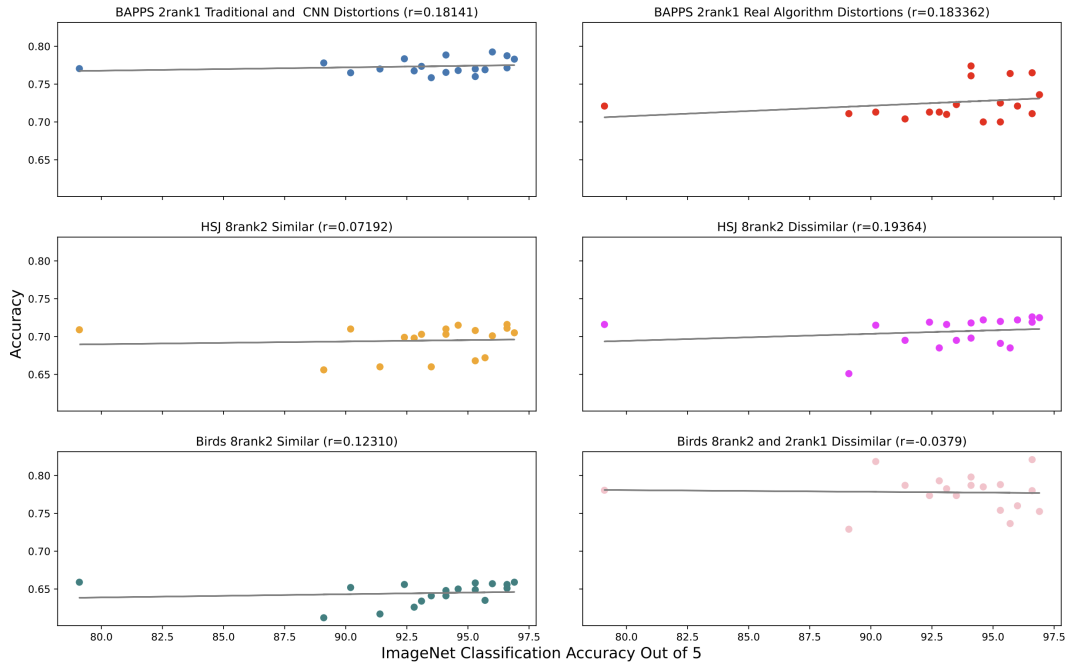 BAPPS 2rank1 Traditional and  CNN Distortions (r=0.18141)
BAPPS 2rank1 Real Algorithm Distortions (r=0.183362)
0.80
0.75
0.70
0.65
HSJ 8rank2 Similar (r=0.07192)
HSJ 8rank2 Dissimilar (r=0.19364)
0.80
0.75
0.70
0.65
Accuracy
Birds 8rank2 Similar (r=0.12310)
Birds 8rank2 and 2rank1 Dissimilar (r=-0.0379)
0.80
0.75
0.70
0.65
80.0 82.5 85.0 87.5 90.0 92.5 95.0 97.5
80.0 82.5 85.0 87.5 90.0 92.5 95.0 97.5
ImageNet Classification Accuracy Out of 5